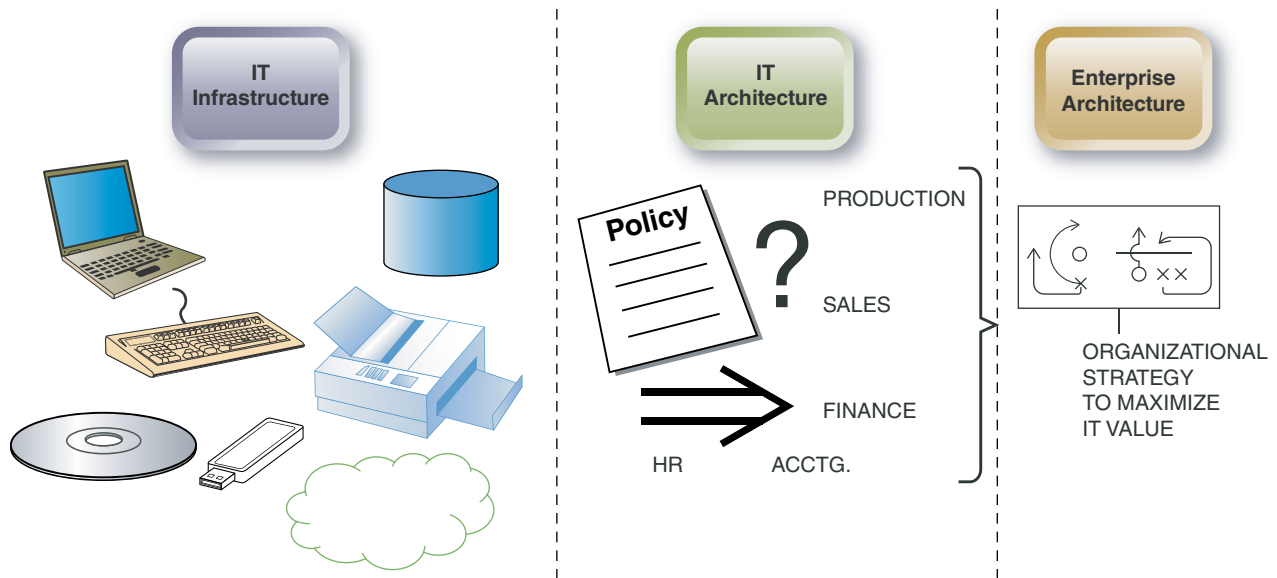 IT
Infrastructure
IT
Architecture
Enterprise
Architecture
Policy
?
PRODUCTION
SALES
FINANCE
HR
ACCTG.
ORGANIZATIONAL
STRATEGY
TO MAXIMIZE
IT VALUE